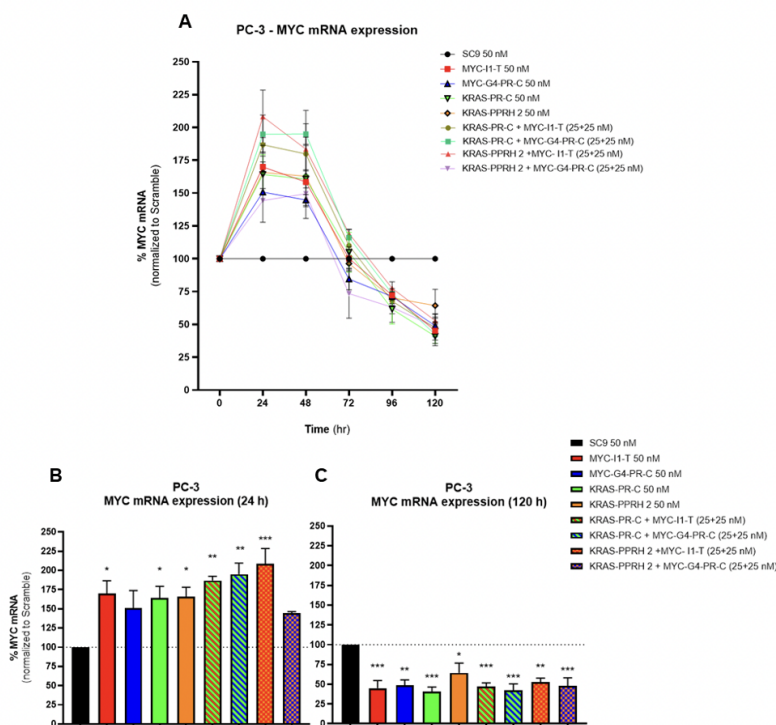 A
PC-3 - MYC mRNA expression
SC9 50 nM
MYC-I1-T 50 nM
MYC-G4-PR-C 50 nM
KRAS-PR-C 50 nM
KRAS-PPRH 2 50 nM
KRAS-PR-C + MYC-I1-T (25+25 nM)
KRAS-PR-C + MYC-G4-PR-C (25+25 nM)
KRAS-PPRH 2 +MYC- I1-T (25+25 nM)
KRAS-PPRH 2 + MYC-G4-PR-C (25+25 nM)
% MYC mRNA
(normalized to Scramble)
250
225
200
175
150
125
100
75
50
25
0
0 24 48 72 96 120
Time (hr)
SC9 50 nM
MYC-I1-T 50 nM
MYC-G4-PR-C 50 nM
KRAS-PR-C 50 nM
KRAS-PPRH 2 50 nM
KRAS-PR-C + MYC-I1-T (25+25 nM)
KRAS-PR-C + MYC-G4-PR-C (25+25 nM)
KRAS-PPRH 2 +MYC- I1-T (25+25 nM)
KRAS-PPRH 2 + MYC-G4-PR-C (25+25 nM)
B
PC-3
MYC mRNA expression (24 h)
% MYC mRNA
(normalized to Scramble)
250
225
200
175
150
125
100
75
50
25
0
* * * ** ** ***
C
PC-3
MYC mRNA expression (120 h)
% MYC mRNA
(normalized to Scramble)
250
225
200
175
150
125
100
75
50
25
0
*** ** *** * *** *** ** ***